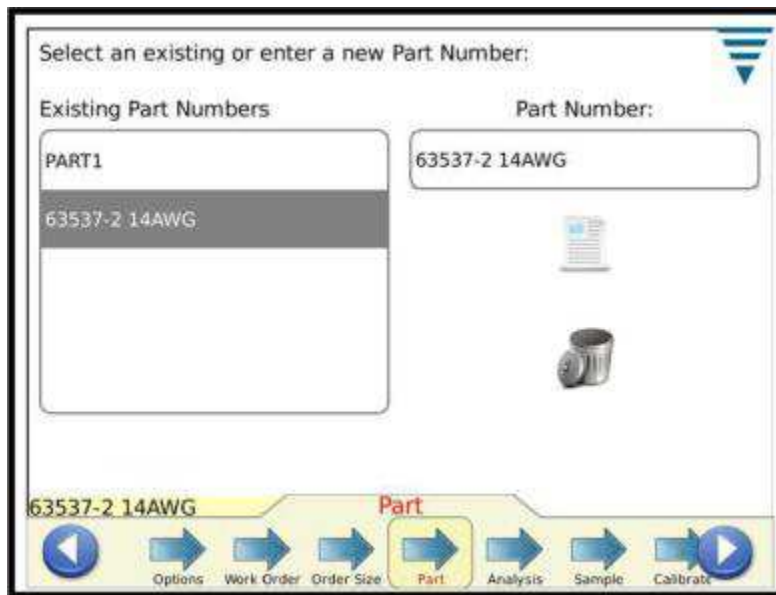 Select an existing or enter a new Part Number:
Existing Part Numbers
Part Number:
PART1
63537-2 14AWG
63537-2 14AWG
63537-2 14AWG
Part
Options
Work Order
Order Size
Part
Analysis
Sample
Calibrate